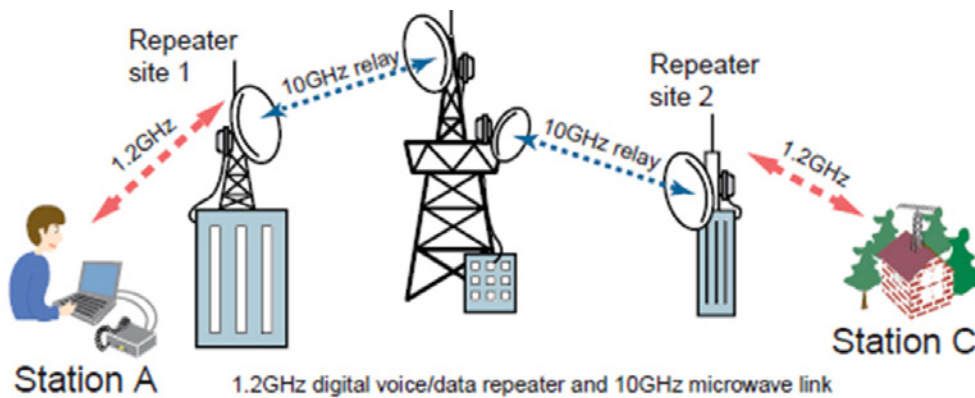 Repeater
site 1
10GHz relay
Repeater
site 2
1.2GHz
10GHz relay
1.2GHz
Station A
Station C
1.2GHz digital voice/data repeater and 10GHz microwave link